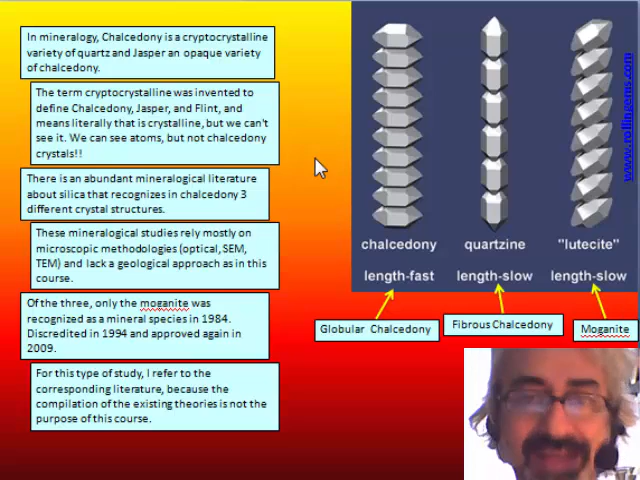 In mineralogy, Chalcedony is a cryptocrystalline
variety of quartz and Jasper an opaque variety
of chalcedony.
The term cryptocrystalline was invented to
define Chalcedony, Jasper, and Flint, and
means literally that is crystalline, but we can't
see it. We can see atoms, but not chalcedony
crystals!!
There is an abundant mineralogical literature
about silica that recognizes in chalcedony 3
different crystal structures.
These mineralogical studies rely mostly on
microscopic methodologies (optical, SEM,
TEM) and lack a geological approach as in this
course.
Of the three, only the moganite was
recognized as a mineral species in 1984.
Discredited in 1994 and approved again in
2009.
For this type of study, I refer to the
corresponding literature, because the
compilation of the existing theories is not the
purpose of this course.
www.rollingems.com
chalcedony quartzine "lutecite"
length-fast length-slow length-slow
Globular Chalcedony Fibrous Chalcedony Moganite